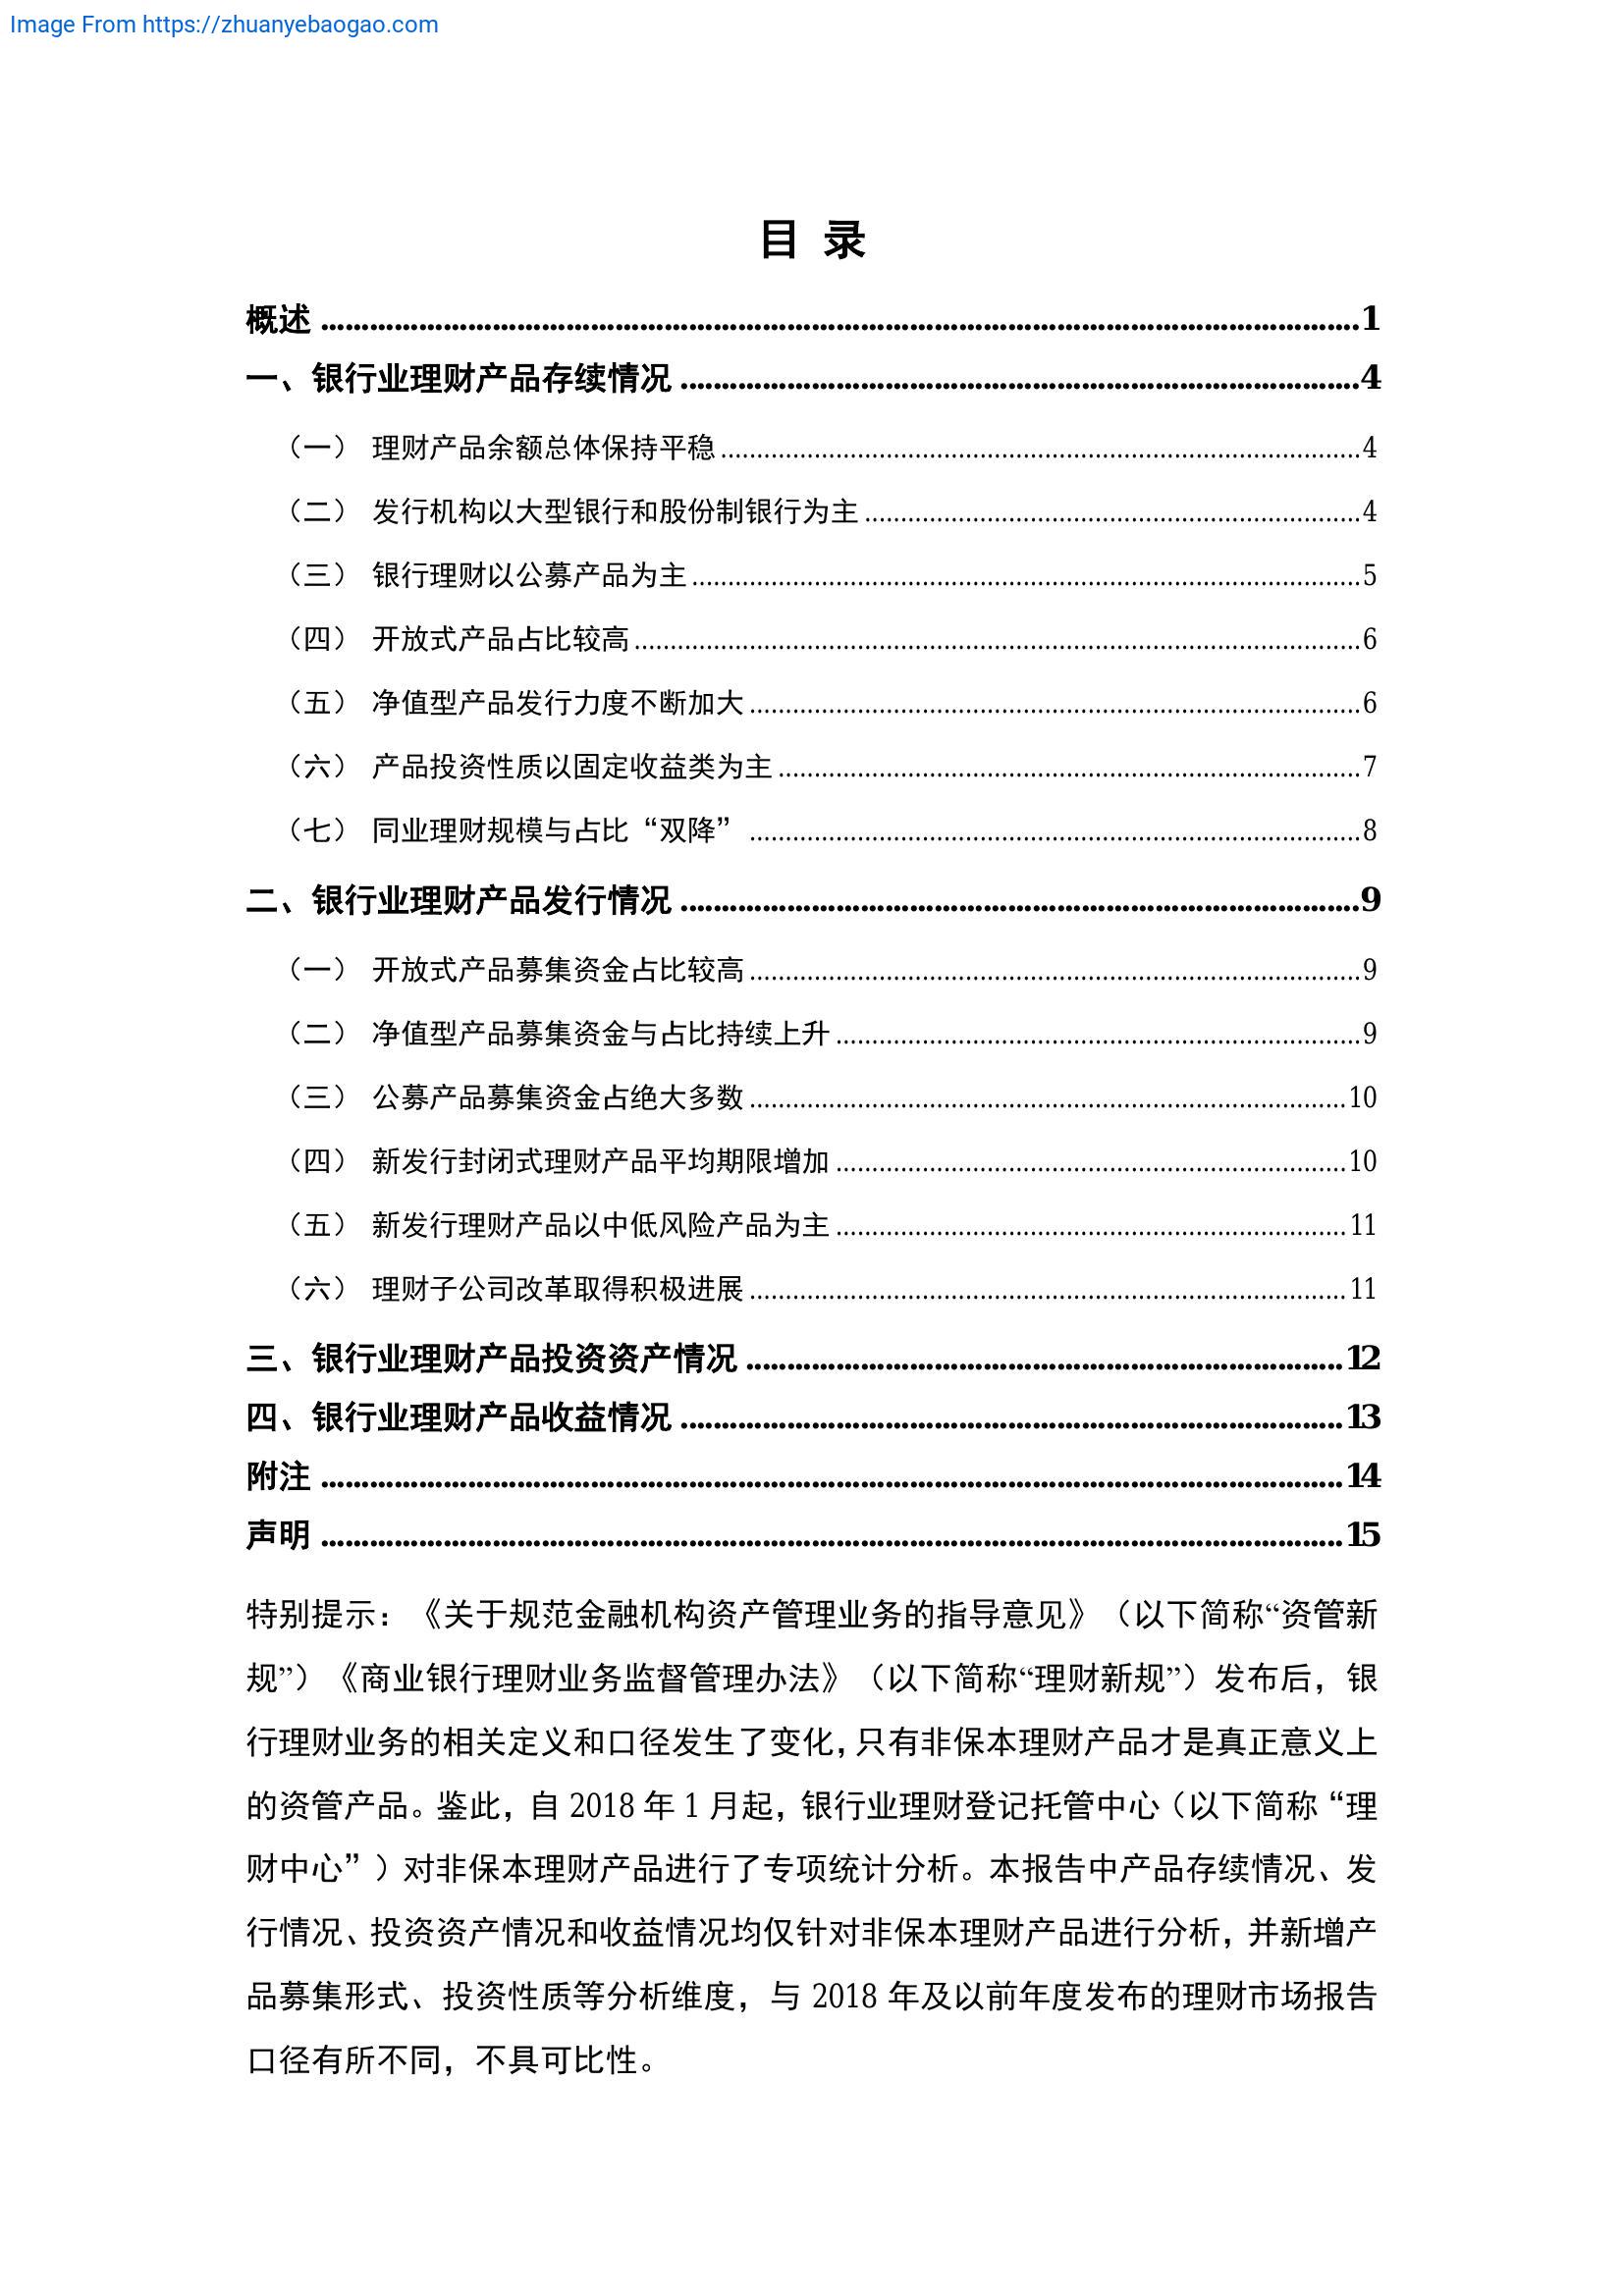 Image From https://zhuanyebaogao.com
目 录
概述 ........................................ 1
一、银行业理财产品存续情况 ........................................ 4
（一） 理财产品余额总体保持平稳 ........................................ 4
（二） 发行机构以大型银行和股份制银行为主 ........................................ 4
（三） 银行理财以公募产品为主 ........................................ 5
（四） 开放式产品占比较高 ........................................ 6
（五） 净值型产品发行力度不断加大 ........................................ 6
（六） 产品投资性质以固定收益类为主 ........................................ 7
（七） 同业理财规模与占比“双降” ........................................ 8
二、银行业理财产品发行情况 ........................................ 9
（一） 开放式产品募集资金占比较高 ........................................ 9
（二） 净值型产品募集资金与占比持续上升 ........................................ 9
（三） 公募产品募集资金占绝大多数 ........................................ 10
（四） 新发行封闭式理财产品平均期限增加 ........................................ 10
（五） 新发行理财产品以中低风险产品为主 ........................................ 11
（六） 理财子公司改革取得积极进展 ........................................ 11
三、银行业理财产品投资资产情况 ........................................ 12
四、银行业理财产品收益情况 ........................................ 13
附注 ........................................ 14
声明 ........................................ 15
特别提示：《关于规范金融机构资产管理业务的指导意见》（以下简称“资管新
规”）《商业银行理财业务监督管理办法》（以下简称“理财新规”）发布后，银
行理财业务的相关定义和口径发生了变化，只有非保本理财产品才是真正意义上
的资管产品。鉴此，自 2018 年 1 月起，银行业理财登记托管中心（以下简称“理
财中心”）对非保本理财产品进行了专项统计分析。本报告中产品存续情况、发
行情况、投资资产情况和收益情况均仅针对非保本理财产品进行分析，并新增产
品募集形式、投资性质等分析维度，与 2018 年及以前年度发布的理财市场报告
口径有所不同，不具可比性。